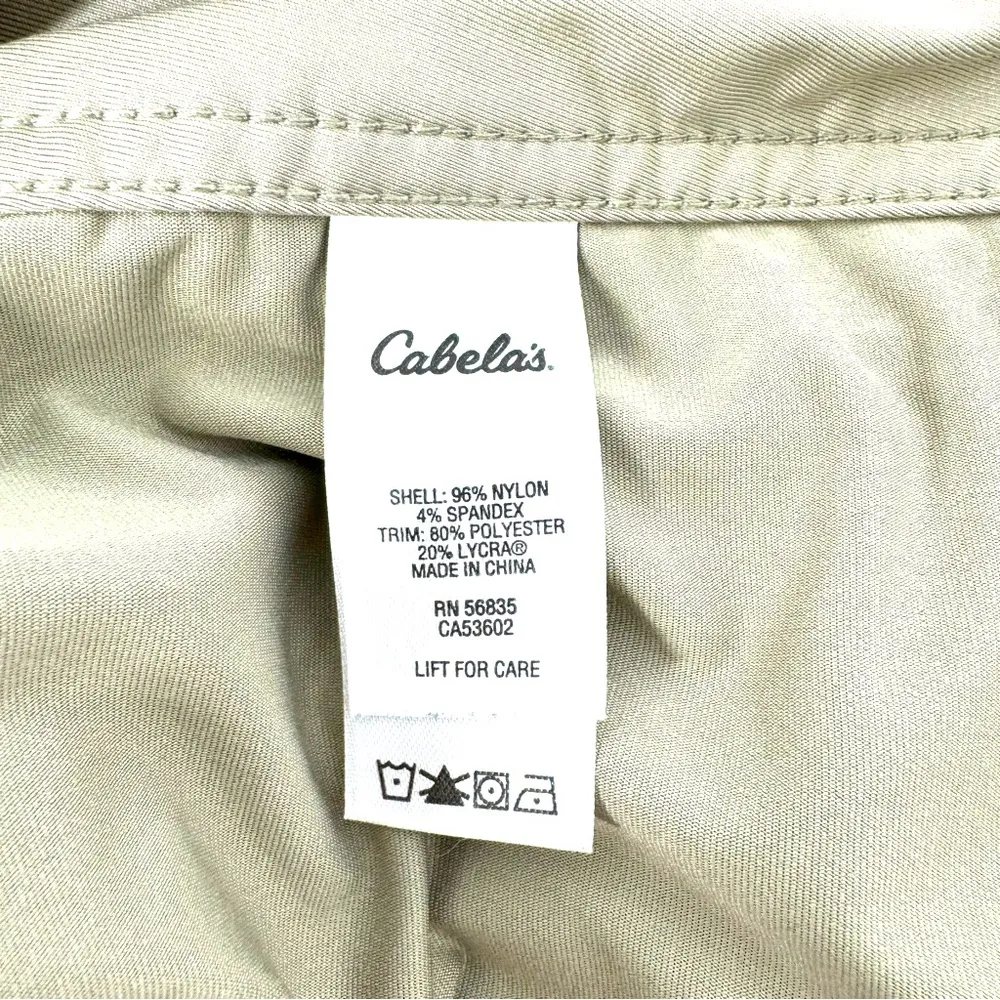 Cabela's.
SHELL: 96% NYLON
4% SPANDEX
TRIM: 80% POLYESTER
20% LYCRA®
MADE IN CHINA
RN 56835
CA53602
LIFT FOR CARE